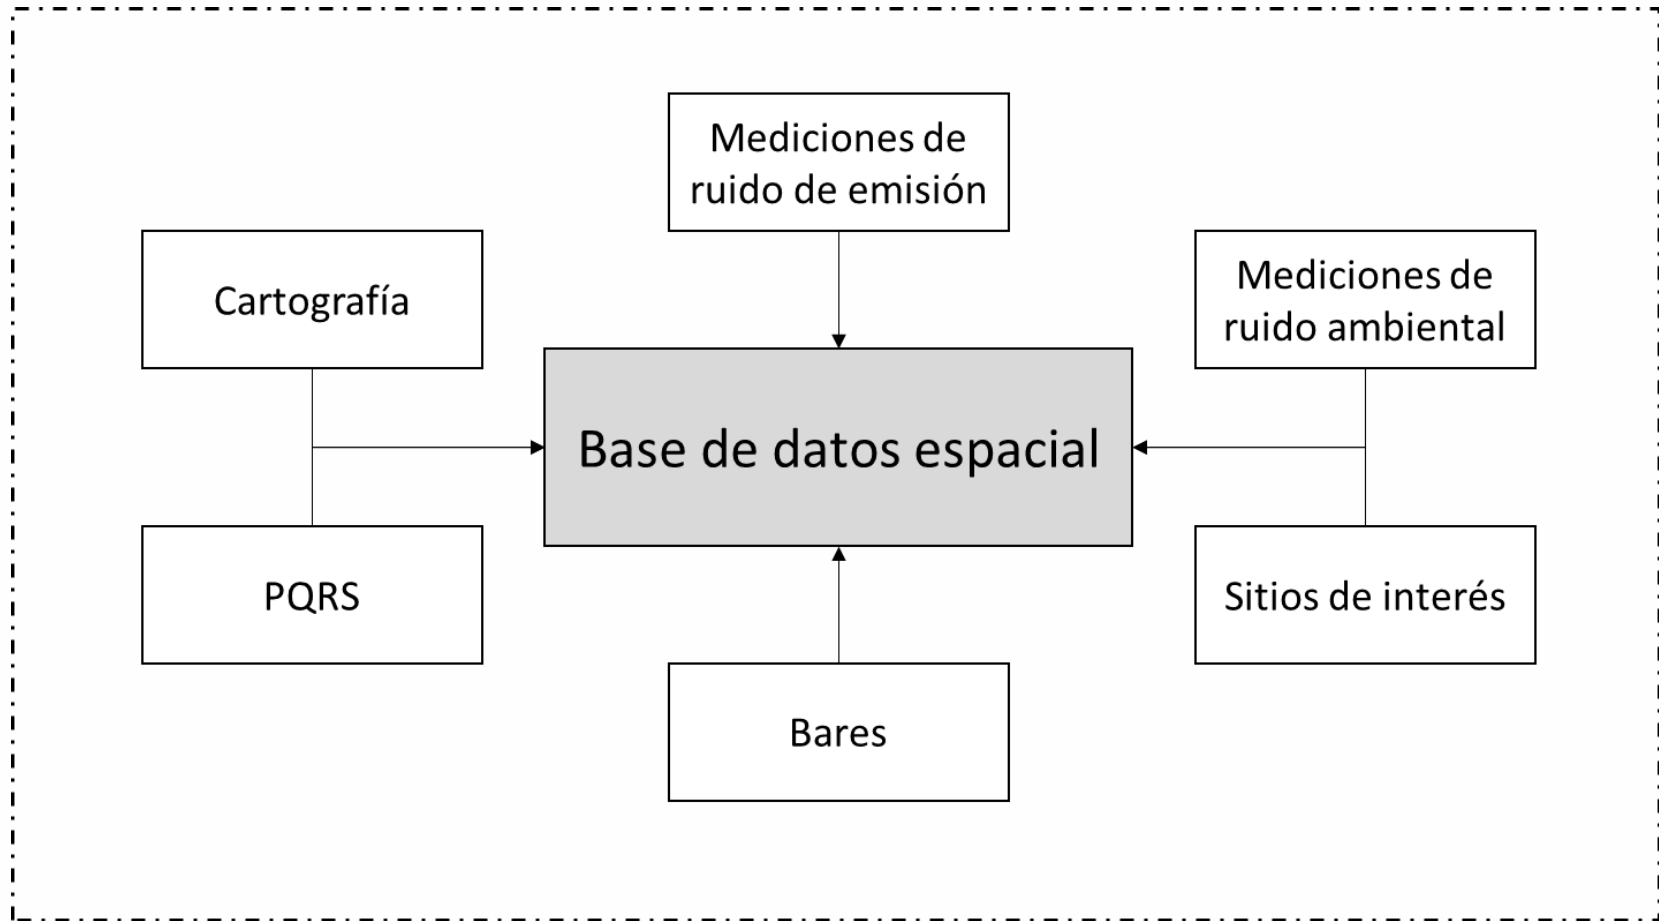 Mediciones de
ruido de emisión
Cartografía
Mediciones de
ruido ambiental
Base de datos espacial
PQRS
Sitios de interés
Bares